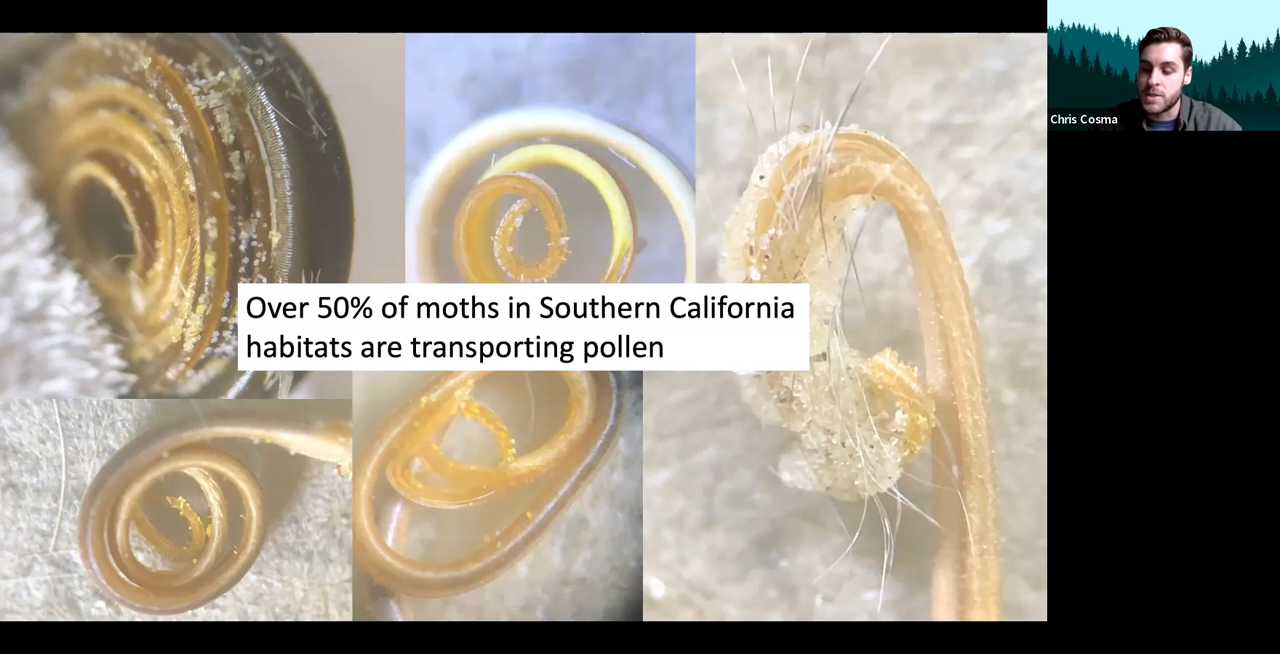 Chris Cosma
Over 50% of moths in Southern California
habitats are transporting pollen